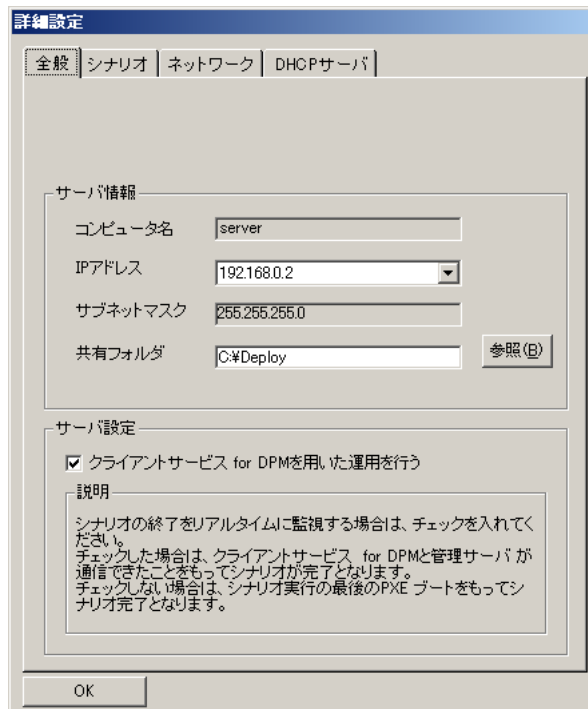 詳細設定
全般 シナリオ ネットワーク DHCPサーバ
サーバ情報
コンピュータ名 server
IPアドレス 192.168.0.2
サブネットマスク 255.255.255.0
共有フォルダ C:¥Deploy 参照(B)
サーバ設定
クライアントサービス for DPMを用いた運用を行う
説明
シナリオの終了をリアルタイムに監視する場合は、チェックを入れてく
ださい。
チェックした場合は、クライアントサービス for DPMと管理サーバ が
通信できたことをもってシナリオが完了となります。
チェックしない場合は、シナリオ実行の最後のPXE ブートをもってシ
ナリオ完了となります。
OK